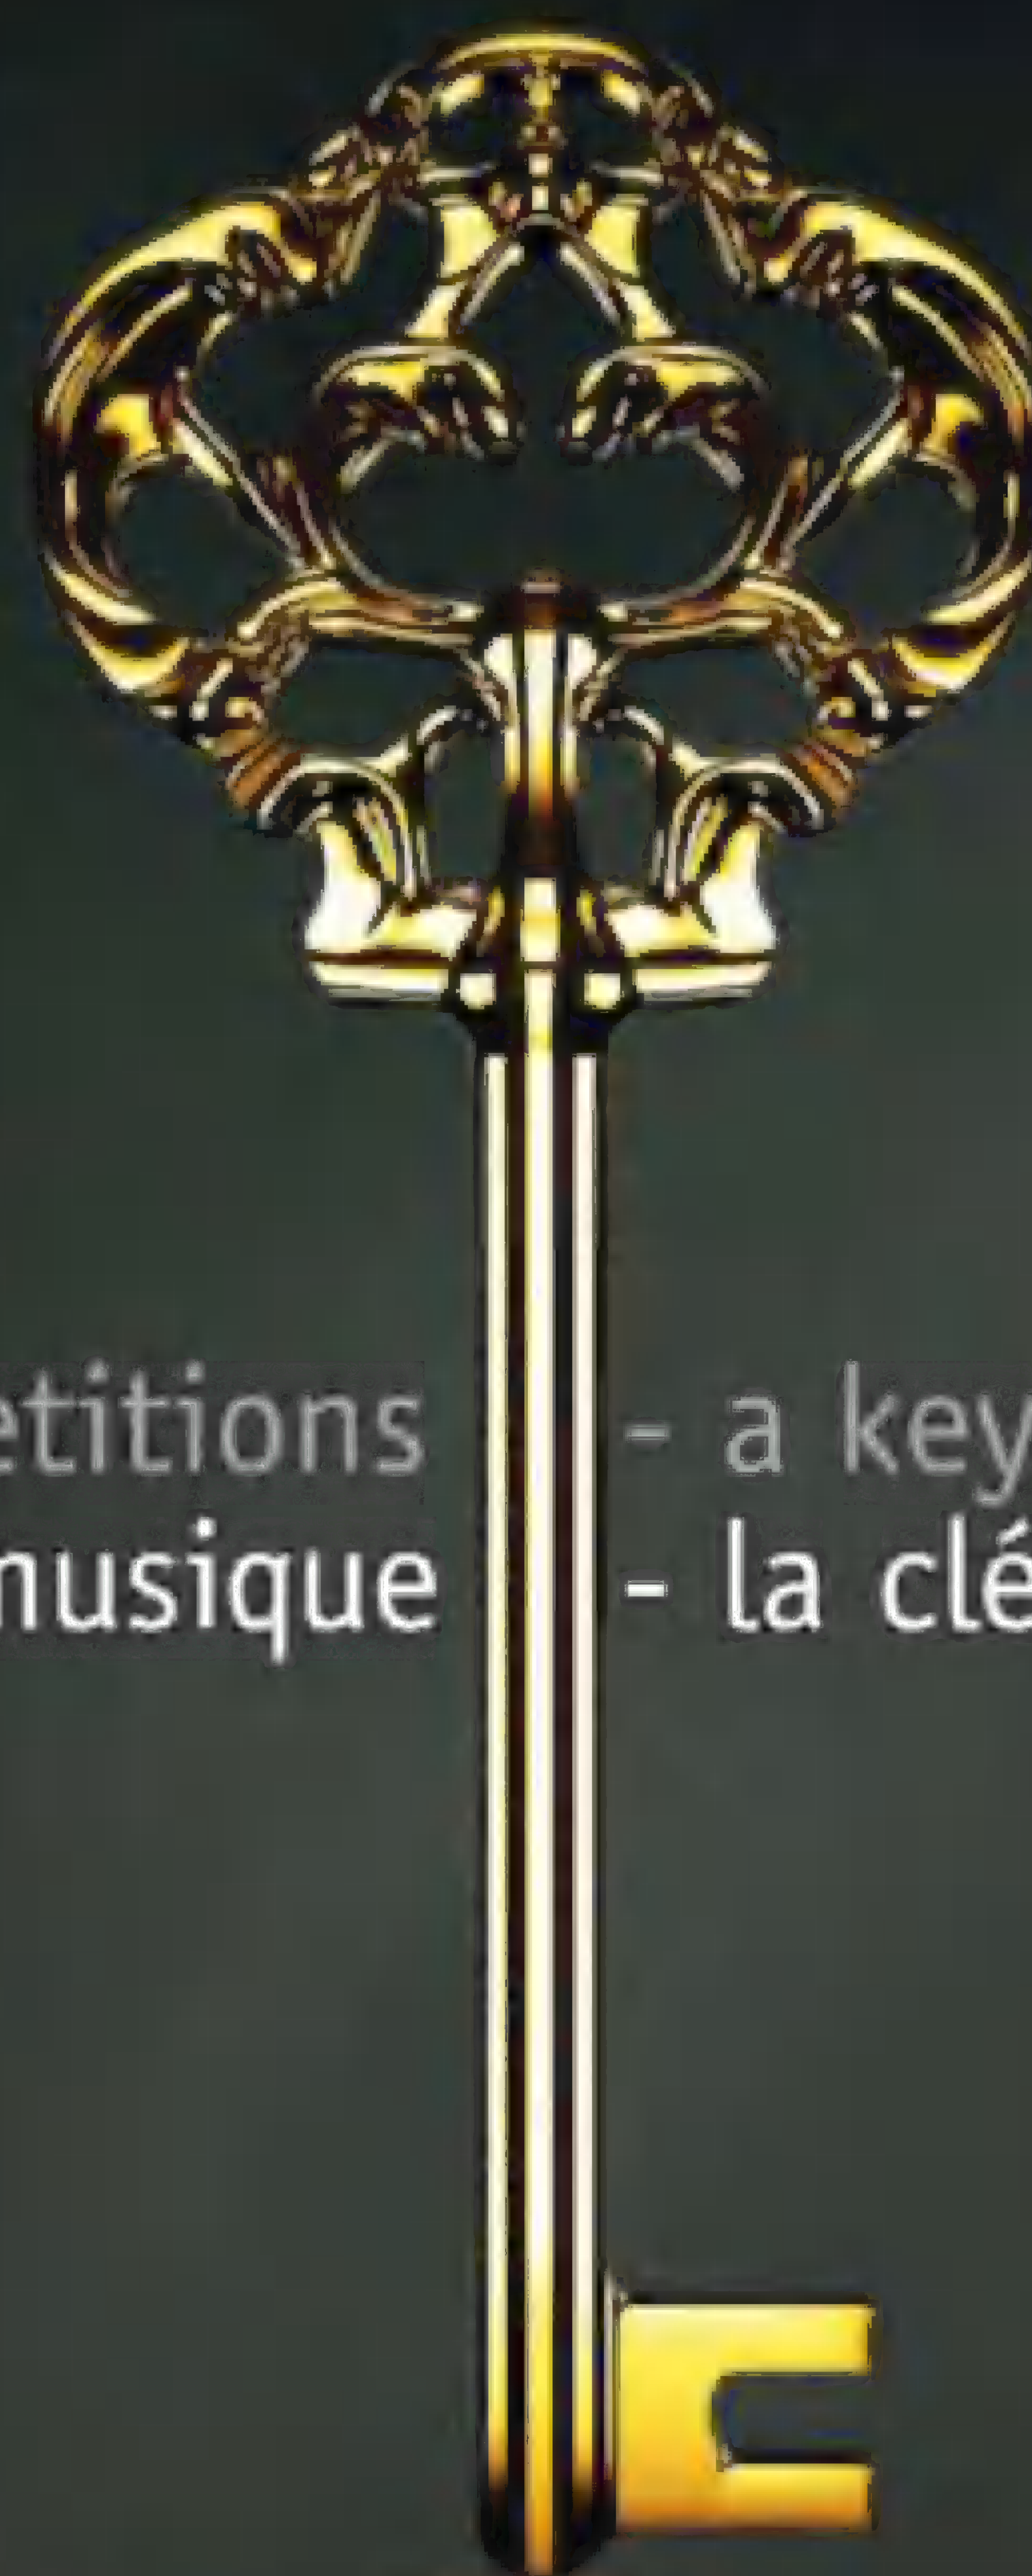 etitions - a key
musique - la clé